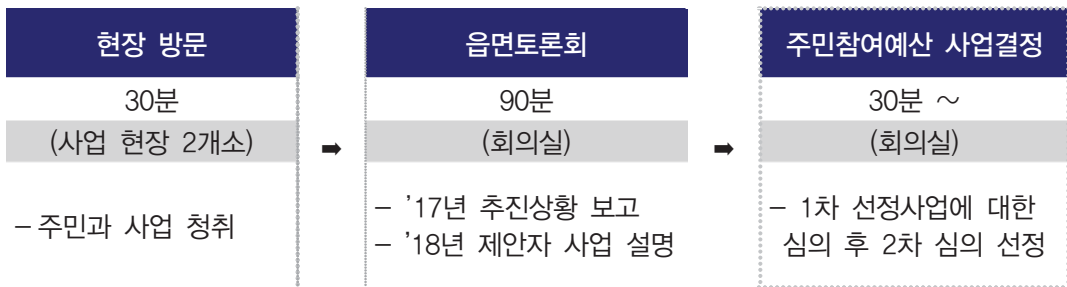 현장 방문
30분
(사업 현장 2개소)
– 주민과 사업 청취
➡
읍면토론회
90분
(회의실)
– ’17년 추진상황 보고
– ’18년 제안자 사업 설명
➡
주민참여예산 사업결정
30분 ～
(회의실)
– 1차 선정사업에 대한
심의 후 2차 심의 선정